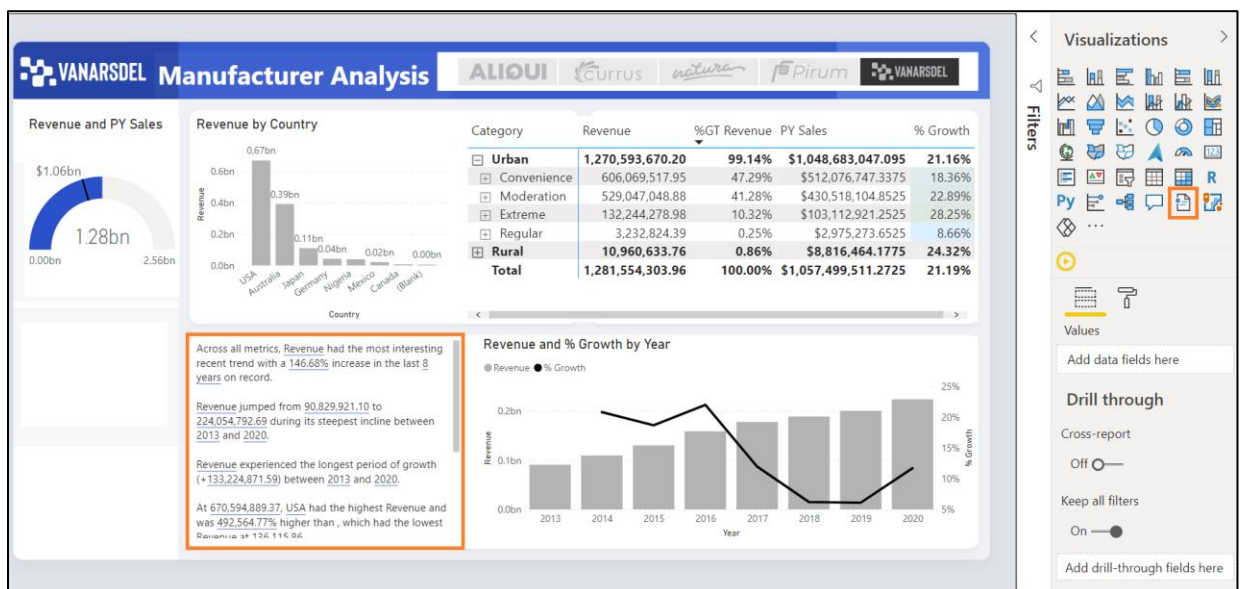 VANARSDEL Manufacturer Analysis
ALIQUI
Currus
natura
Pirum
VANARSDEL
Revenue and PY Sales
$1.06bn
1.28bn
0.00bn
2.56bn
Revenue by Country
0.67bn
0.6bn
0.39bn
0.4bn
0.2bn
0.11bn
0.04bn
0.02bn
0.00bn
0.0bn
Revenue
USA
Australia
Japan
Germany
Nigeria
Mexico
Canada
(Blank)
Country
Category Revenue %GT Revenue PY Sales % Growth
Urban 1,270,593,670.20 99.14% $1,048,683,047.095 21.16%
Convenience 606,069,517.95 47.29% $512,076,747.3375 18.36%
Moderation 529,047,048.88 41.28% $430,518,104.8525 22.89%
Extreme 132,244,278.98 10.32% $103,112,921.2525 28.25%
Regular 3,232,824.39 0.25% $2,975,273.6525 8.66%
Rural 10,960,633.76 0.86% $8,816,464.1775 24.32%
Total 1,281,554,303.96 100.00% $1,057,499,511.2725 21.19%
Across all metrics, Revenue had the most interesting
recent trend with a 146.68% increase in the last 8
years on record.
Revenue jumped from 90,829,921.10 to
224,054,792.69 during its steepest incline between
2013 and 2020.
Revenue experienced the longest period of growth
(+133,224,871.59) between 2013 and 2020.
At 670,594,889.37, USA had the highest Revenue and
was 492,564.77% higher than , which had the lowest
Revenue at 136,115.86.
Revenue and % Growth by Year
Revenue % Growth
0.2bn
0.1bn
0.0bn
Revenue
25%
20%
15%
10%
5%
% Growth
2013 2014 2015 2016 2017 2018 2019 2020
Year
Filters
Visualizations
123
R
Py
...
Values
Add data fields here
Drill through
Cross-report
Off
Keep all filters
On
Add drill-through fields here